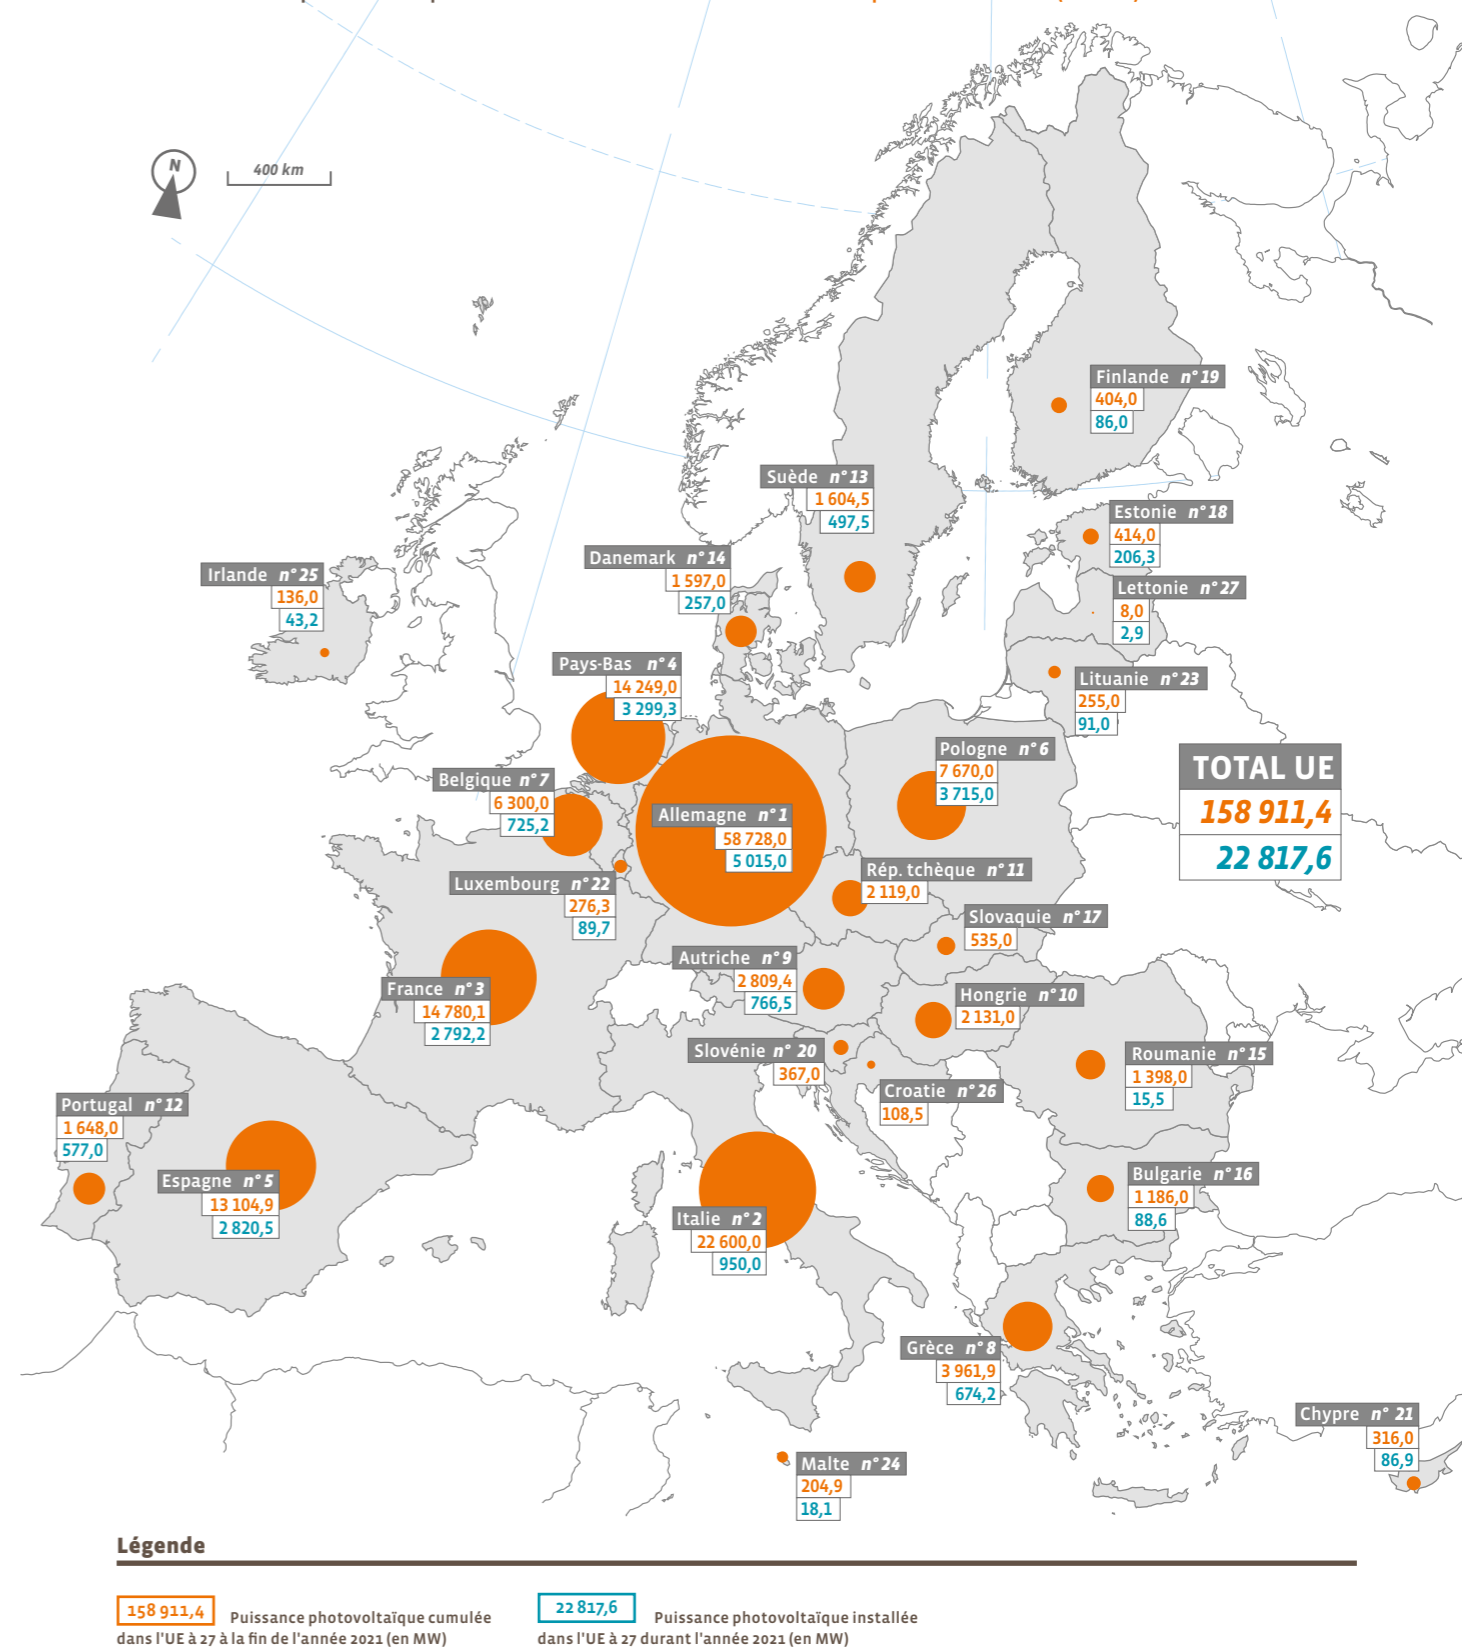 N
400 km
Finlande n° 19
404,0
86,0
Suède n° 13
1 604,5
497,5
Estonie n° 18
414,0
206,3
Danemark n° 14
1 597,0
257,0
Irlande n° 25
136,0
43,2
Lettonie n° 27
8,0
2,9
Pays-Bas n° 4
14 249,0
3 299,3
Lituanie n° 23
255,0
91,0
Pologne n° 6
7 670,0
3 715,0
TOTAL UE
158 911,4
22 817,6
Belgique n° 7
6 300,0
725,2
Allemagne n° 1
58 728,0
5 015,0
Rép. tchèque n° 11
2 119,0
Luxembourg n° 22
276,3
89,7
Slovaquie n° 17
535,0
Autriche n° 9
2 809,4
766,5
France n° 3
14 780,1
2 792,2
Hongrie n° 10
2 131,0
Slovénie n° 20
367,0
Roumanie n° 15
1 398,0
15,5
Croatie n° 26
108,5
Portugal n° 12
1 648,0
577,0
Espagne n° 5
13 104,9
2 820,5
Bulgarie n° 16
1 186,0
88,6
Italie n° 2
22 600,0
950,0
Grèce n° 8
3 961,9
674,2
Chypre n° 21
316,0
86,9
Malte n° 24
204,9
18,1
Légende
158 911,4 Puissance photovoltaïque cumulée
dans l'UE à 27 à la fin de l'année 2021 (en MW)
22 817,6 Puissance photovoltaïque installée
dans l'UE à 27 durant l'année 2021 (en MW)